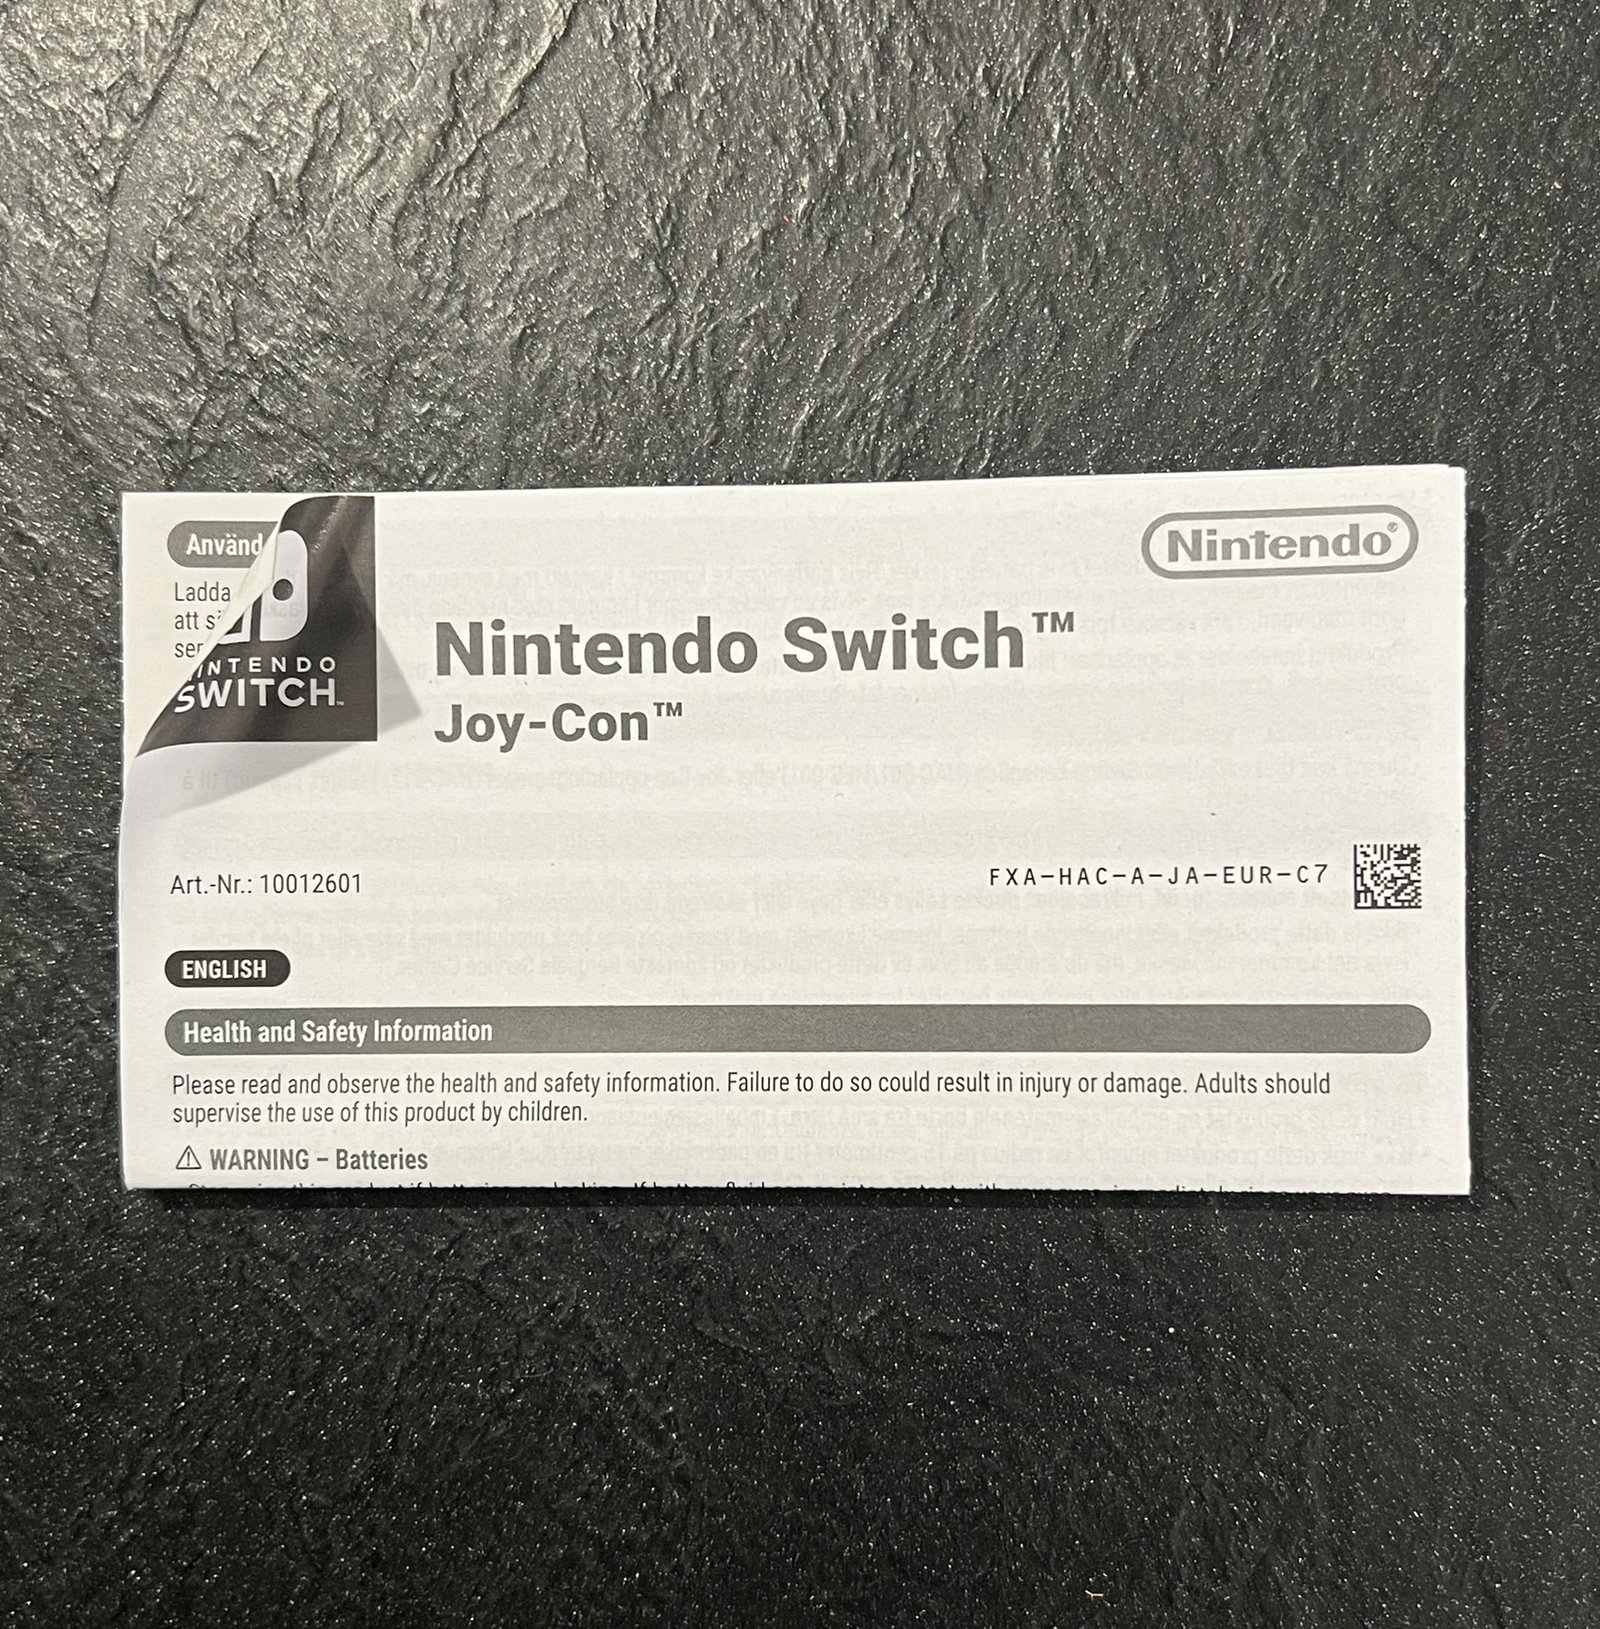 Nintendo®
Använd
Ladda
att
ser
NINTENDO
SWITCH™
Nintendo Switch™
Joy-Con™
Art.-Nr.: 10012601
FXA-HAC-A-JA-EUR-C7
ENGLISH
Health and Safety Information
Please read and observe the health and safety information. Failure to do so could result in injury or damage. Adults should
supervise the use of this product by children.
⚠ WARNING – Batteries